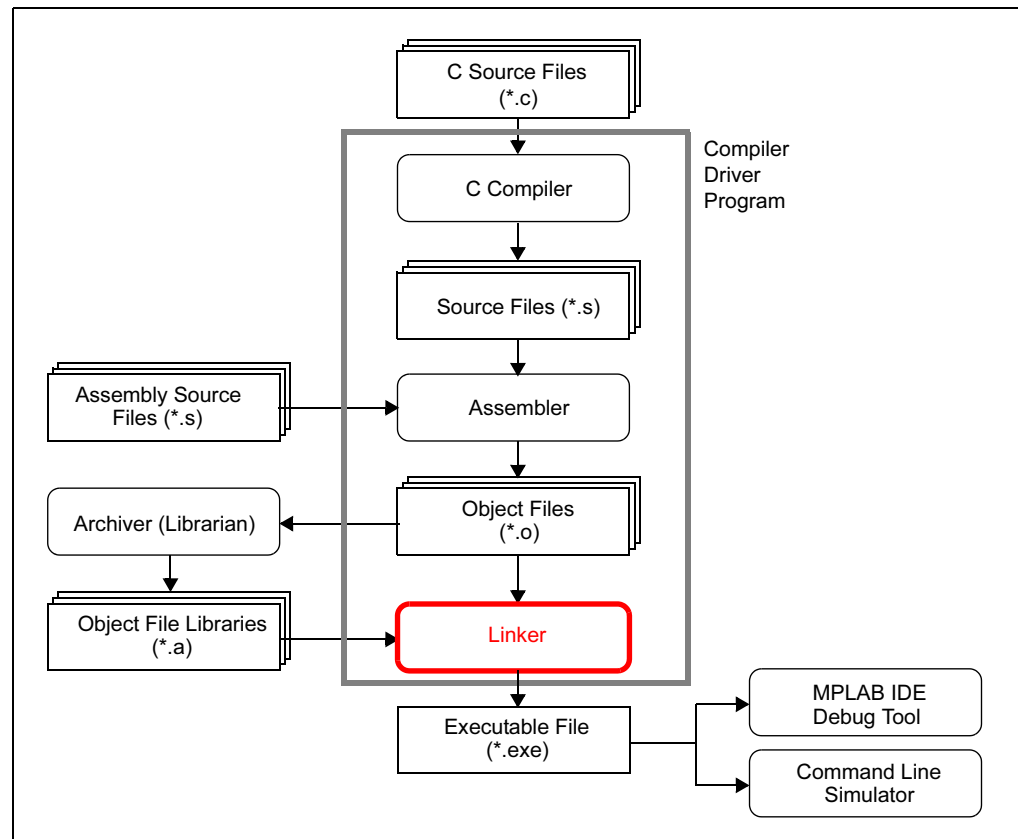 C Source Files
(*.c)
Compiler
Driver
Program
C Compiler
Source Files (*.s)
Assembly Source
Files (*.s)
Assembler
Archiver (Librarian)
Object Files
(*.o)
Object File Libraries
(*.a)
Linker
Executable File
(*.exe)
MPLAB IDE
Debug Tool
Command Line
Simulator